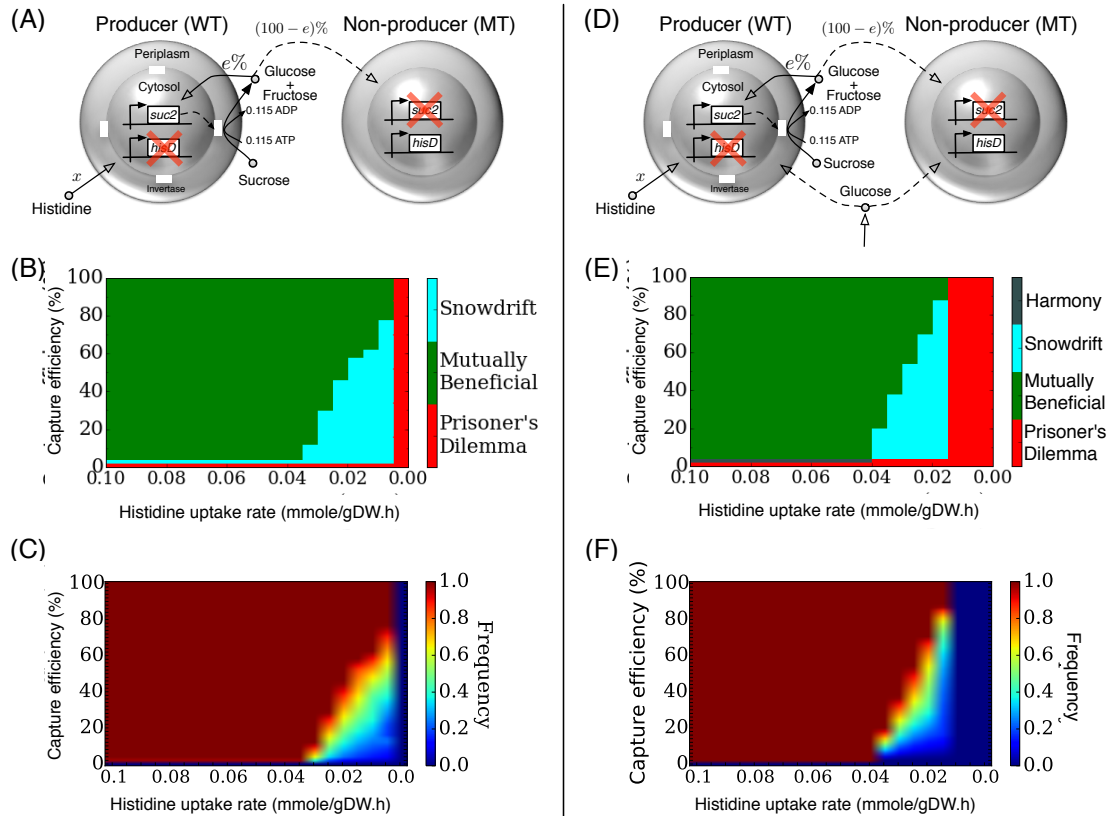 (A)
Producer (WT)
Non-producer (MT)
(100 − e)%
e%
Periplasm
Cytosol
Glucose
+
Fructose
suc2
0.115 ADP
suc2
hisD
0.115 ATP
hisD
x
Invertase
Sucrose
Histidine
(B)
Capture efficiency (%)
100
80
60
40
20
0
0.10
0.08
0.06
0.04
0.02
0.00
Histidine uptake rate (mmole/gDW.h)
Snowdrift
Mutually
Beneficial
Prisoner's
Dilemma
(C)
Capture efficiency (%)
100
80
60
40
20
0
0.1
0.06
0.02
0.0
Histidine uptake rate (mmole/gDW.h)
1.0
0.8
0.6
0.4
0.2
0.0
Frequency
(D)
Producer (WT)
Non-producer (MT)
(100 − e)%
e%
Periplasm
Cytosol
Glucose
+
Fructose
suc2
0.115 ADP
suc2
hisD
0.115 ATP
hisD
x
Invertase
Sucrose
Histidine
Glucose
(E)
Capture efficiency (%)
100
80
60
40
20
0
0.10
0.08
0.06
0.04
0.02
0.00
Histidine uptake rate (mmole/gDW.h)
Harmony
Snowdrift
Mutually
Beneficial
Prisoner's
Dilemma
(F)
Capture efficiency (%)
100
80
60
40
20
0
0.1
0.06
0.02
0.0
Histidine uptake rate (mmole/gDW.h)
1.0
0.8
0.6
0.4
0.2
0.0
Frequency